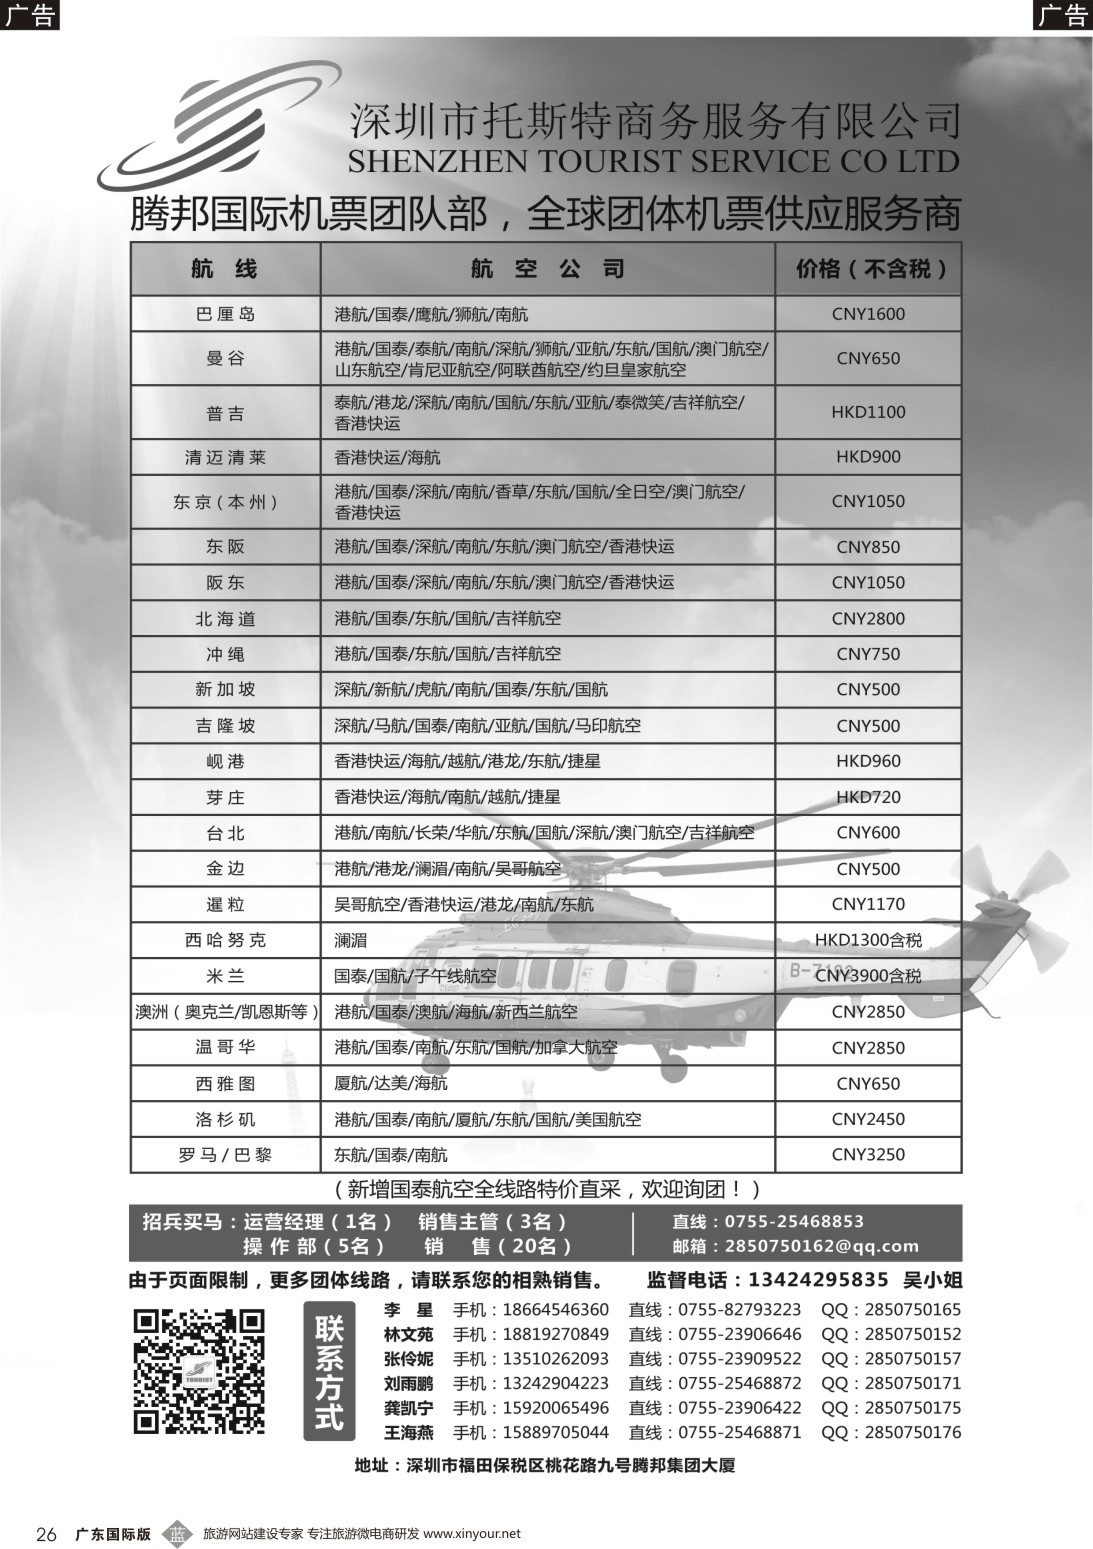 广告
广告
深圳市托斯特商务服务有限公司
SHENZHEN TOURIST SERVICE CO LTD
腾邦国际机票团队部，全球团体机票供应服务商
航 线 航 空 公 司 价格（不含税）
巴厘岛 港航/国泰/鹰航/狮航/南航 CNY1600
曼谷 港航/国泰/泰航/南航/深航/狮航/亚航/东航/国航/澳门航空/ CNY650
山东航空/肯尼亚航空/阿联酋航空/约旦皇家航空
普吉 泰航/港龙/深航/南航/国航/东航/亚航/泰微笑/吉祥航空/ HKD1100
香港快运
清迈清莱 香港快运/海航 HKD900
东京（本州） 港航/国泰/深航/南航/香草/东航/国航/全日空/澳门航空/ CNY1050
香港快运
东阪 港航/国泰/深航/南航/东航/澳门航空/香港快运 CNY850
阪东 港航/国泰/深航/南航/东航/澳门航空/香港快运 CNY1050
北海道 港航/国泰/东航/国航/吉祥航空 CNY2800
冲绳 港航/国泰/东航/国航/吉祥航空 CNY750
新加坡 深航/新航/虎航/南航/国泰/东航/国航 CNY500
吉隆坡 深航/马航/国泰/南航/亚航/国航/马印航空 CNY500
岘港 香港快运/海航/越航/港龙/东航/捷星 HKD960
芽庄 香港快运/海航/南航/越航/捷星 HKD720
台北 港航/南航/长荣/华航/东航/国航/深航/澳门航空/吉祥航空 CNY600
金边 港航/港龙/澜湄/南航/吴哥航空 CNY500
暹粒 吴哥航空/香港快运/港龙/南航/东航 CNY1170
西哈努克 澜湄 HKD1300含税
米兰 国泰/国航/子午线航空 CNY3900含税
澳洲（奥克兰/凯恩斯等） 港航/国泰/澳航/海航/新西兰航空 CNY2850
温哥华 港航/国泰/南航/东航/国航/加拿大航空 CNY2850
西雅图 厦航/达美/海航 CNY650
洛杉矶 港航/国泰/南航/厦航/东航/国航/美国航空 CNY2450
罗马/巴黎 东航/国泰/南航 CNY3250
（新增国泰航空全线路特价直采，欢迎询团！）
招兵买马：运营经理（1名） 销售主管（3名） 直线：0755-25468853
操作部（5名） 销 售（20名） 邮箱：2850750162@qq.com
由于页面限制，更多团体线路，请联系您的相熟销售。 监督电话：13424295835 吴小姐
联系方式
李 星 手机：18664546360 直线：0755-82793223 QQ：2850750165
林文苑 手机：18819270849 直线：0755-23906646 QQ：2850750152
张伶妮 手机：13510262093 直线：0755-23909522 QQ：2850750157
刘雨鹏 手机：13242904223 直线：0755-25468872 QQ：2850750171
龚凯宁 手机：15920065496 直线：0755-23906422 QQ：2850750175
王海燕 手机：15889705044 直线：0755-25468871 QQ：2850750176
TOURIST
地址：深圳市福田保税区桃花路九号腾邦集团大厦
26 广东国际版 蓝 旅游网站建设专家 专注旅游微电商研发 www.xinyour.net